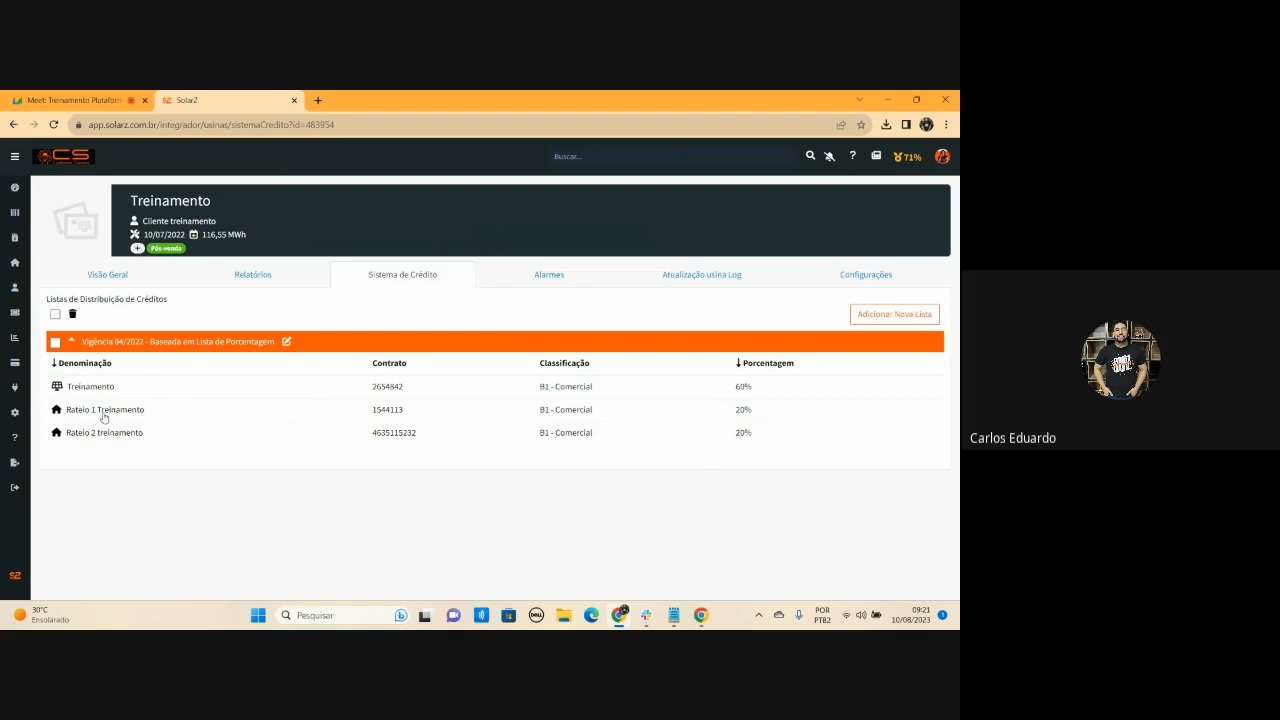 Meet: Treinamento Plataform
SolarZ
app.solarz.com.br/integrador/usinas/sistemaCredito?id=483954
CS
Buscar...
71%
Treinamento
Cliente treinamento
10/07/2022 116,55 MWh
Pós-venda
Visão Geral Relatórios Sistema de Crédito Alarmes Atualização usina Log Configurações
Listas de Distribuição de Créditos
Adicionar Nova Lista
Vigência 04/2022 - Baseada em Lista de Porcentagem
Denominação Contrato Classificação Porcentagem
Treinamento 2654842 B1 - Comercial 60%
Rateio 1 Treinamento 1544113 B1 - Comercial 20%
Rateio 2 treinamento 4635115232 B1 - Comercial 20%
Carlos Eduardo
SZ
30°C
Ensolarado
Pesquisar
DELL
POR
PTB2
09:21
10/08/2023
1